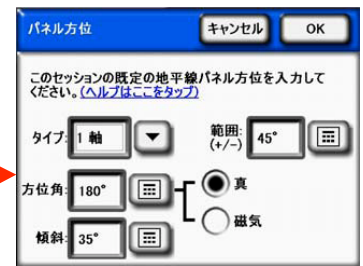 パネル方位 キャンセル OK
このセッションの既定の地平線パネル方位を入力して
ください。(ヘルプはここをタップ)
タイプ: 1 軸 範囲: 45°
(+/-)
方位角: 180° 真
磁気
傾斜: 35°